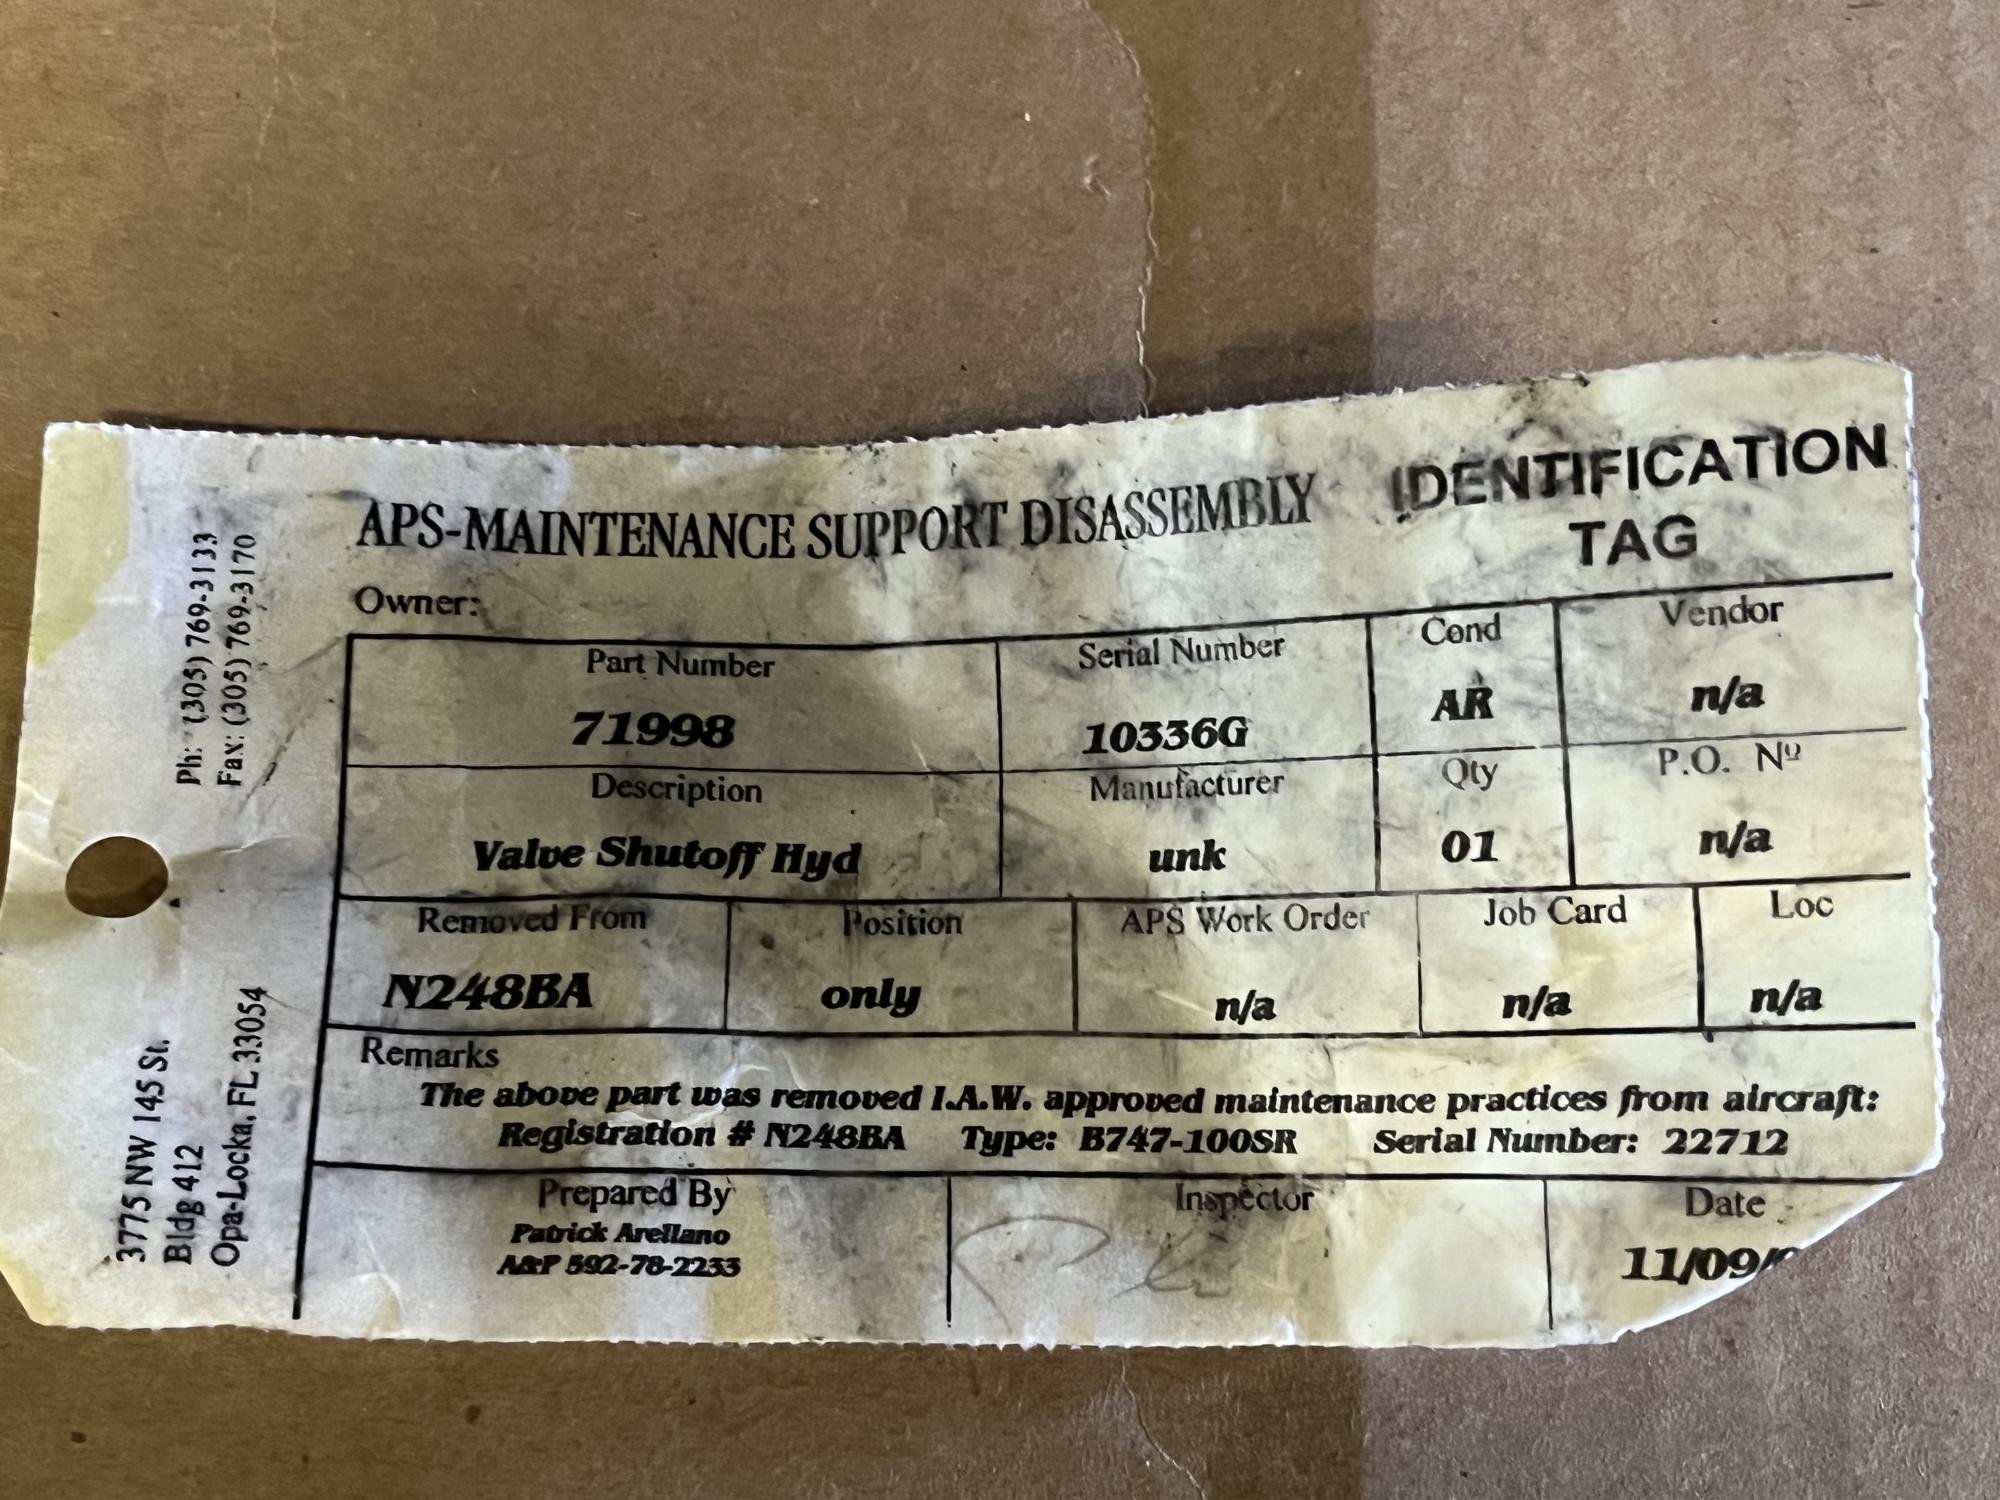 APS-MAINTENANCE SUPPORT DISASSEMBLY
IDENTIFICATION
TAG
Ph: (305) 769-3133
Fax: (305) 769-3170
3775 NW 145 St.
Bldg 412
Opa-Locka, FL 33054
Owner:
Part Number
71998
Serial Number
10336G
Cond
AR
Vendor
n/a
Description
Valve Shutoff Hyd
Manufacturer
unk
Qty
01
P.O. Nº
n/a
Removed From
N248BA
Position
only
APS Work Order
n/a
Job Card
n/a
Loc
n/a
Remarks
The above part was removed I.A.W. approved maintenance practices from aircraft:
Registration # N248BA Type: B747-100SR Serial Number: 22712
Prepared By
Patrick Arellano
A&P 592-78-2233
Inspector
Date
11/09/